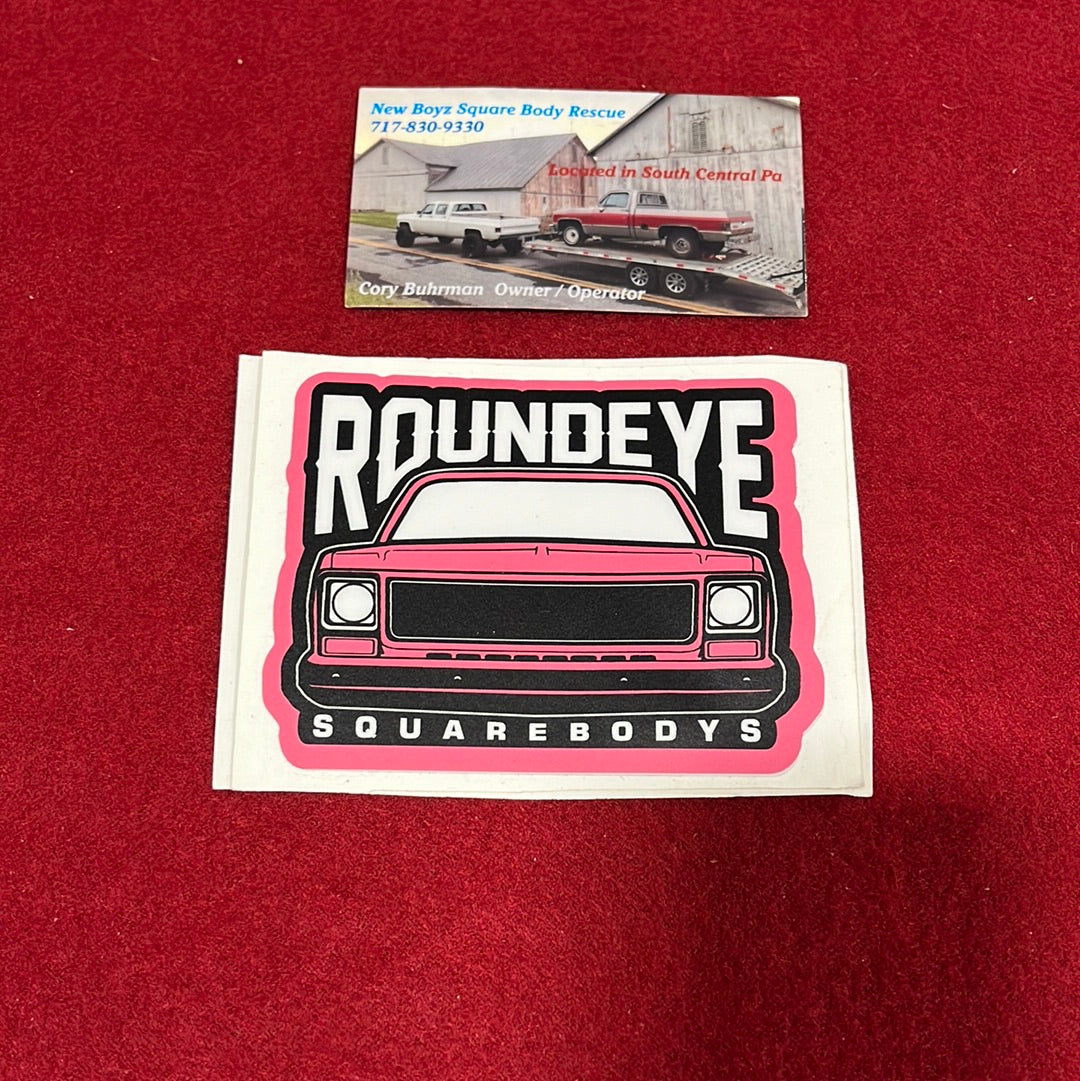 New Boyz Square Body Rescue
717-830-9330
Located in South Central Pa
Cory Buhrman Owner / Operator
ROUNDEYE
SQUAREBODYS